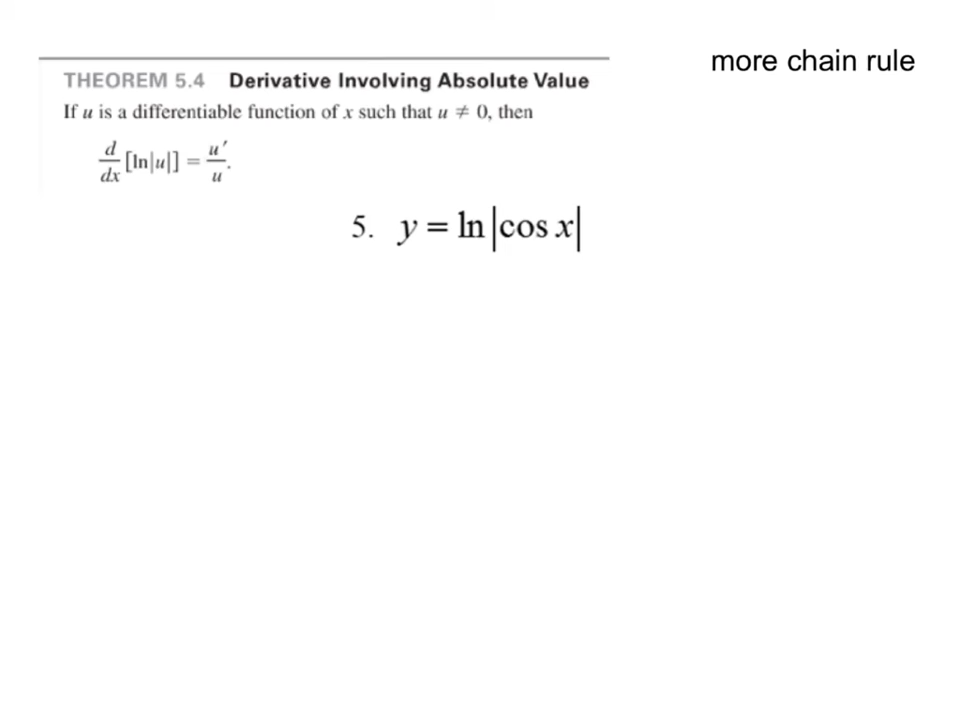 more chain rule
THEOREM 5.4 Derivative Involving Absolute Value
If u is a differentiable function of x such that u ≠ 0, then
d/dx [ln|u|] = u′/u.
5. y = ln |cos x|